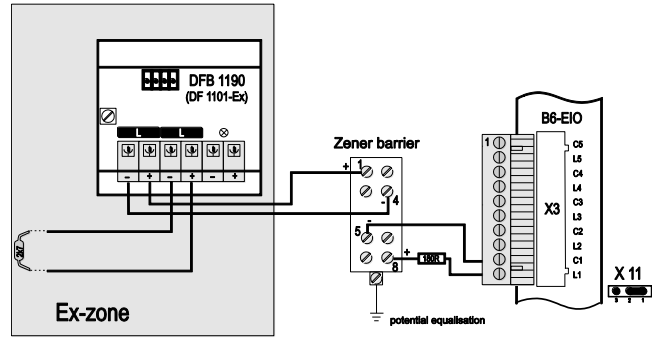 DFB 1190
(DF 1101-Ex)
L L
- + - + - +
2k7
Ex-zone
Zener barrier
+ 1
- 4
- 5
+ 8
180R
potential equalisation
B6-EIO
1
X3
C5
L5
C4
L4
C3
L3
C2
L2
C1
L1
X 11
3 2 1